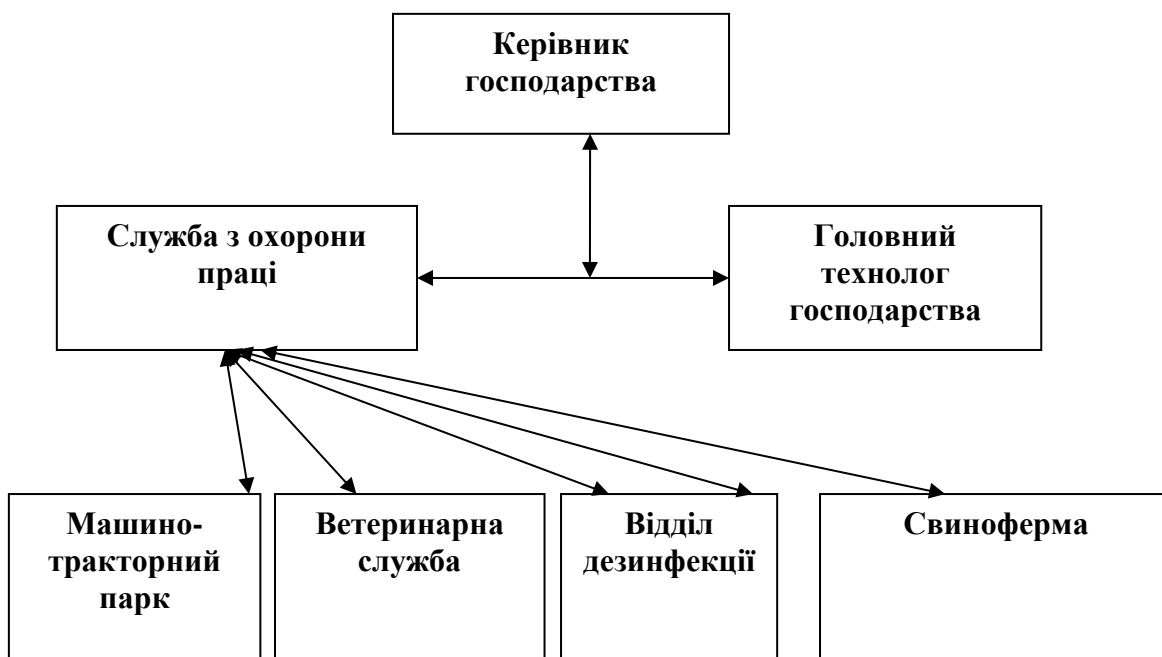 Керівник
господарства
Служба з охорони
праці
Головний
технолог
господарства
Машино-
тракторний
парк
Ветеринарна
служба
Відділ
дезинфекції
Свиноферма